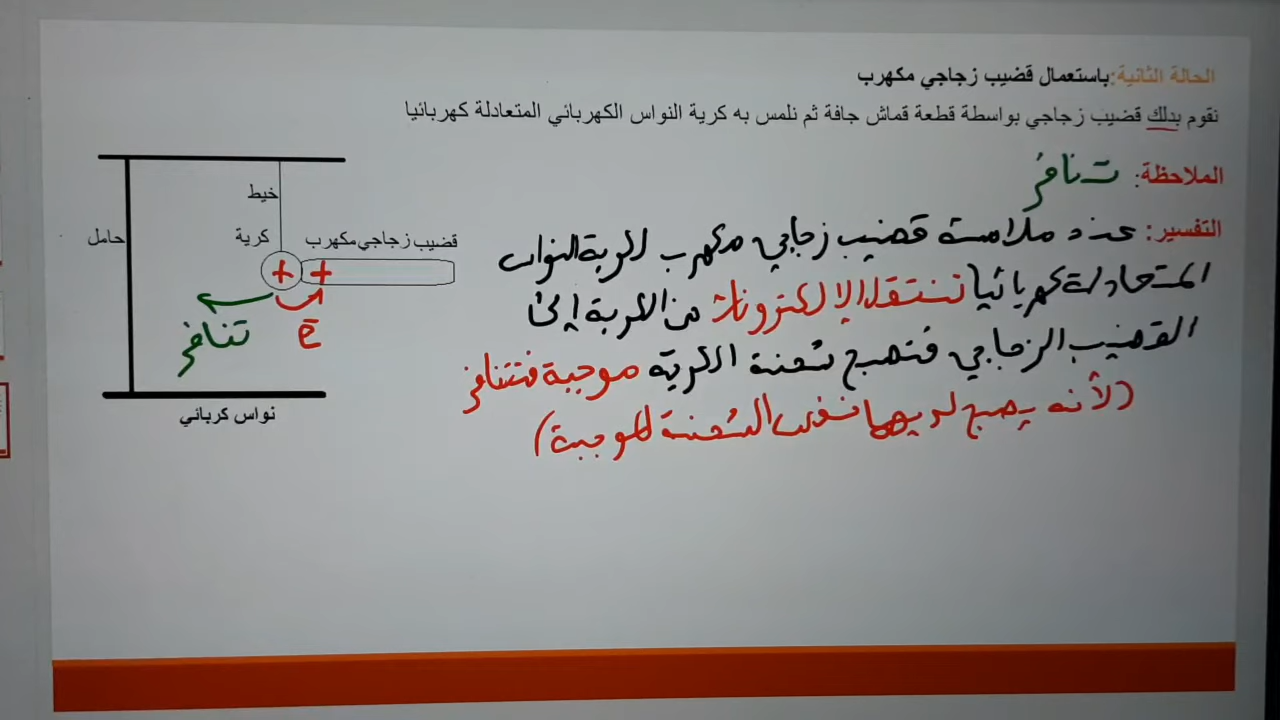 الحالة الثانية:باستعمال قضيب زجاجي مكهرب
نقوم بدلك قضيب زجاجي بواسطة قطعة قماش جافة ثم نلمس به كرية النواس الكهربائي المتعادلة كهربائيا
الملاحظة: تنافر
التفسير: عند ملامسة قضيب زجاجي مكهرب لكرية النواس
المتعادلة كهربائيا تنتقل الإلكترونات من الكرية إلى
القضيب الزجاجي فتصبح شحنة الكرية موجبة فتتنافر
(لأنه يصبح لديهما نفس الشحنة الموجبة)
خيط
حامل
كرية
قضيب زجاجي مكهرب
+ +
تنافر
e̅
نواس كربائي